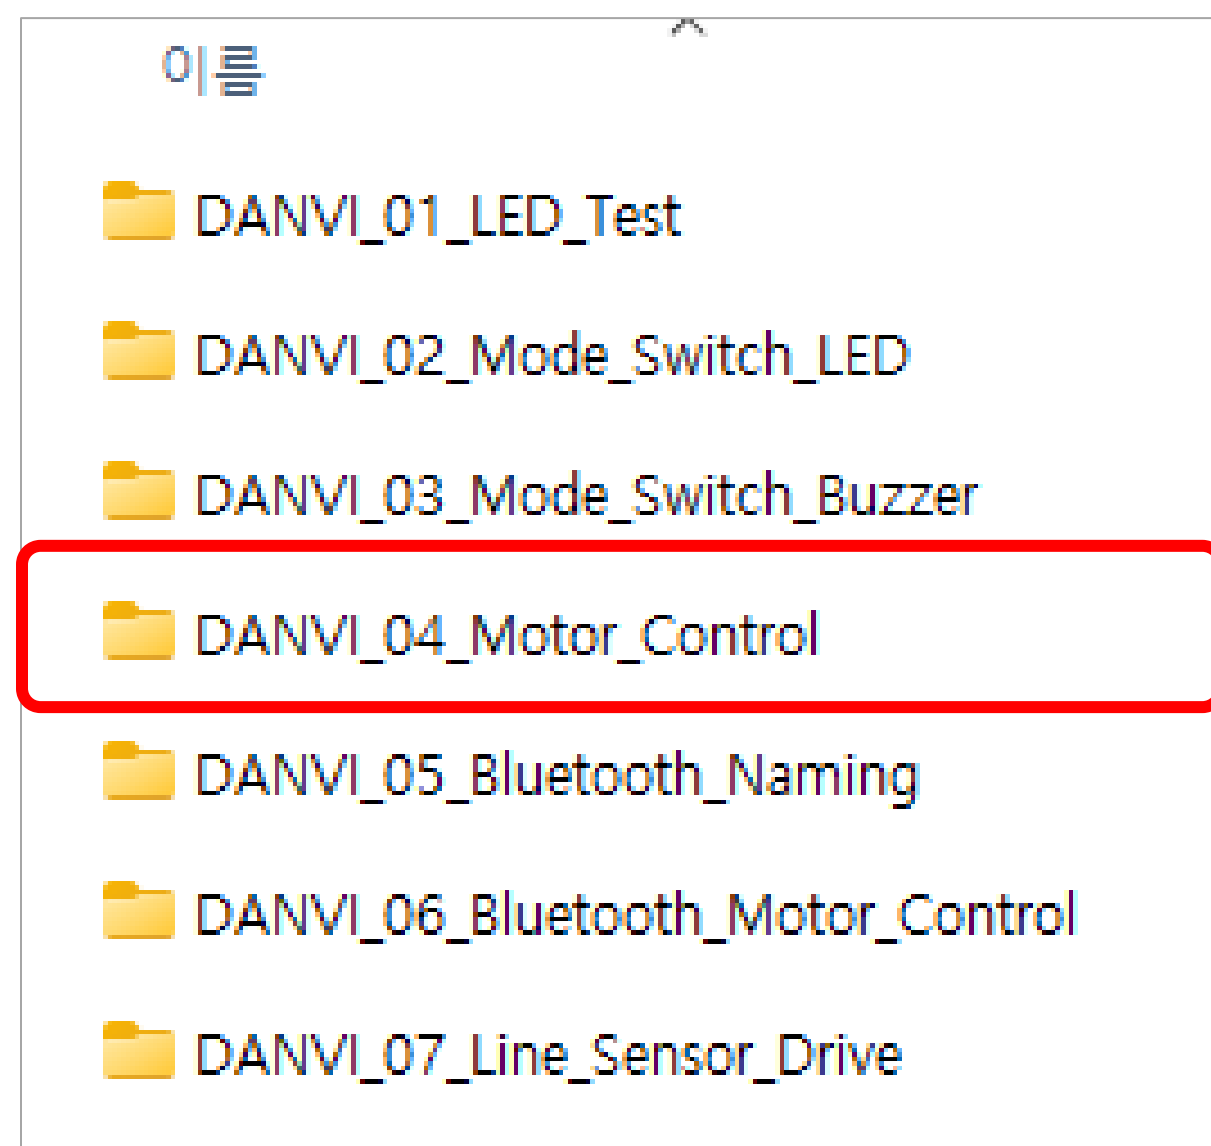 이름
DANVI_01_LED_Test
DANVI_02_Mode_Switch_LED
DANVI_03_Mode_Switch_Buzzer
DANVI_04_Motor_Control
DANVI_05_Bluetooth_Naming
DANVI_06_Bluetooth_Motor_Control
DANVI_07_Line_Sensor_Drive